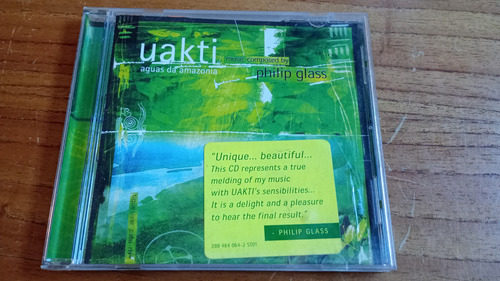 uakti
aguas da amazonia
music composed by
philip glass
"Unique... beautiful...
This CD represents a true
melding of my music
with UAKTI's sensibilities...
It is a delight and a pleasure
to hear the final result."
- PHILIP GLASS